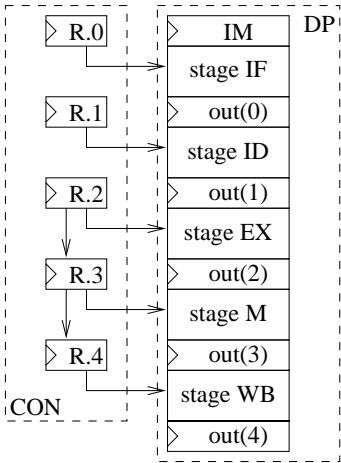 R.0 IM DP
stage IF
R.1 out(0)
stage ID
R.2 out(1)
stage EX
R.3 out(2)
stage M
R.4 out(3)
stage WB
CON
out(4)